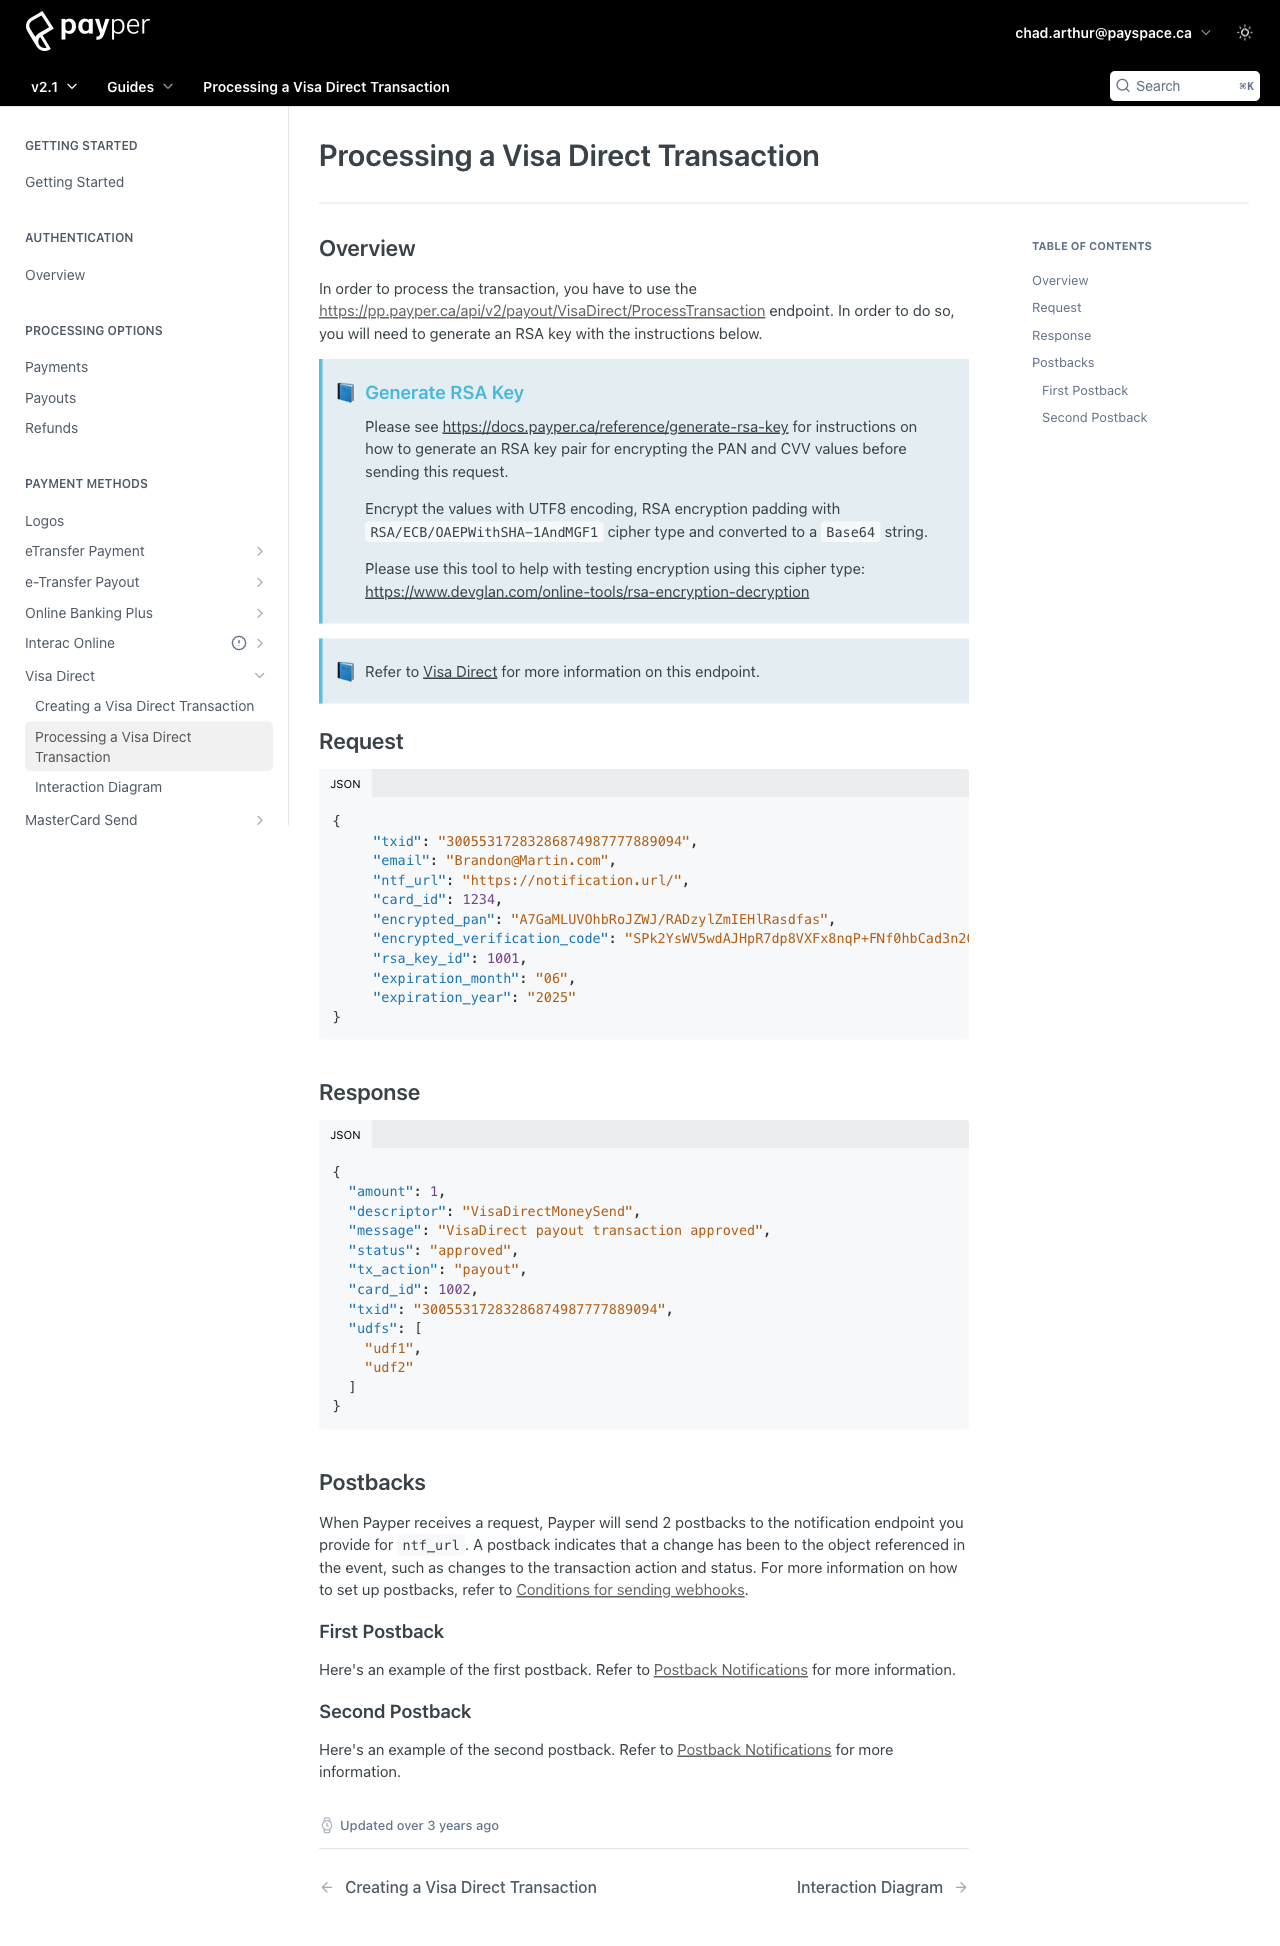 payper
chad.arthur@payspace.ca
v2.1
Guides
Processing a Visa Direct Transaction
Search
⌘K
GETTING STARTED
Getting Started
AUTHENTICATION
Overview
PROCESSING OPTIONS
Payments
Payouts
Refunds
PAYMENT METHODS
Logos
eTransfer Payment
e-Transfer Payout
Online Banking Plus
Interac Online
Visa Direct
Creating a Visa Direct Transaction
Processing a Visa Direct
Transaction
Interaction Diagram
MasterCard Send
Processing a Visa Direct Transaction
Overview
In order to process the transaction, you have to use the
https://pp.payper.ca/api/v2/payout/VisaDirect/ProcessTransaction endpoint. In order to do so,
you will need to generate an RSA key with the instructions below.
Generate RSA Key
Please see https://docs.payper.ca/reference/generate-rsa-key for instructions on
how to generate an RSA key pair for encrypting the PAN and CVV values before
sending this request.
Encrypt the values with UTF8 encoding, RSA encryption padding with
RSA/ECB/OAEPWithSHA-1AndMGF1 cipher type and converted to a Base64 string.
Please use this tool to help with testing encryption using this cipher type:
https://www.devglan.com/online-tools/rsa-encryption-decryption
Refer to Visa Direct for more information on this endpoint.
Request
JSON
{
"txid": "30055317283286874987777889094",
"email": "Brandon@Martin.com",
"ntf_url": "https://notification.url/",
"card_id": 1234,
"encrypted_pan": "A7GaMLUVOhbRoJZWJ/RADzylZmIEHlRasdfas",
"encrypted_verification_code": "SPk2YsWV5wdAJHpR7dp8VXFx8nqP+FNf0hbCad3n20
"rsa_key_id": 1001,
"expiration_month": "06",
"expiration_year": "2025"
}
Response
JSON
{
"amount": 1,
"descriptor": "VisaDirectMoneySend",
"message": "VisaDirect payout transaction approved",
"status": "approved",
"tx_action": "payout",
"card_id": 1002,
"txid": "30055317283286874987777889094",
"udfs": [
"udf1",
"udf2"
]
}
Postbacks
When Payper receives a request, Payper will send 2 postbacks to the notification endpoint you
provide for ntf_url. A postback indicates that a change has been to the object referenced in
the event, such as changes to the transaction action and status. For more information on how
to set up postbacks, refer to Conditions for sending webhooks.
First Postback
Here's an example of the first postback. Refer to Postback Notifications for more information.
Second Postback
Here's an example of the second postback. Refer to Postback Notifications for more
information.
Updated over 3 years ago
Creating a Visa Direct Transaction
Interaction Diagram
TABLE OF CONTENTS
Overview
Request
Response
Postbacks
First Postback
Second Postback